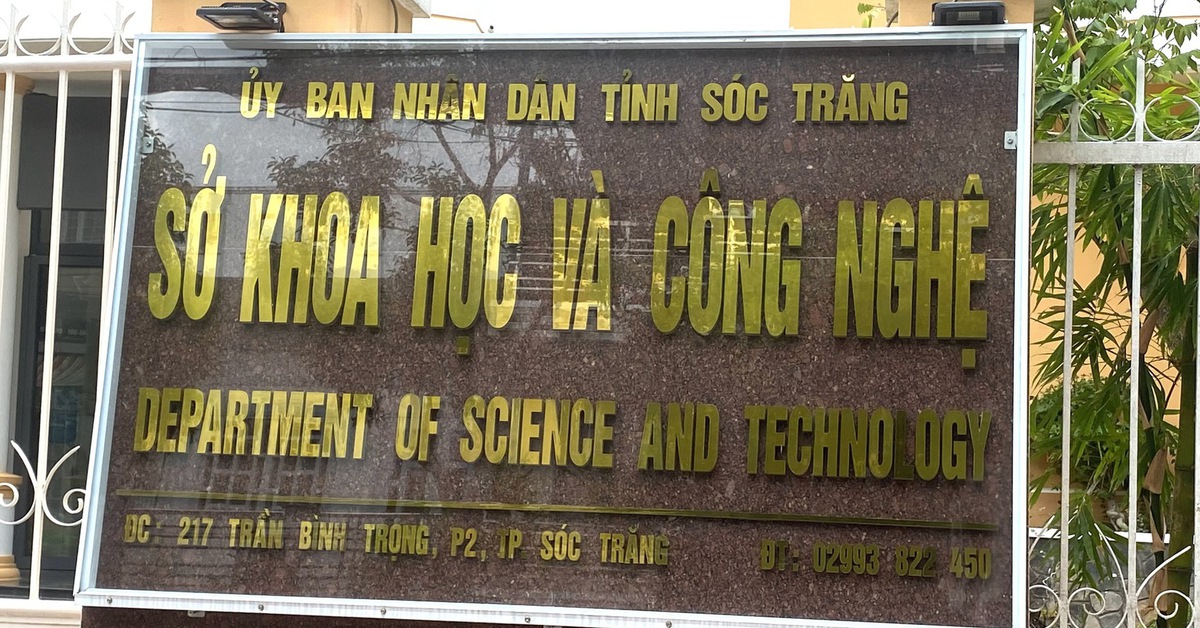 ỦY BAN NHÂN DÂN TỈNH SÓC TRĂNG
SỞ KHOA HỌC VÀ CÔNG NGHỆ
DEPARTMENT OF SCIENCE AND TECHNOLOGY
ĐC: 217 TRẦN BÌNH TRỌNG, P2, TP. SÓC TRĂNG ĐT: 02993 822 450